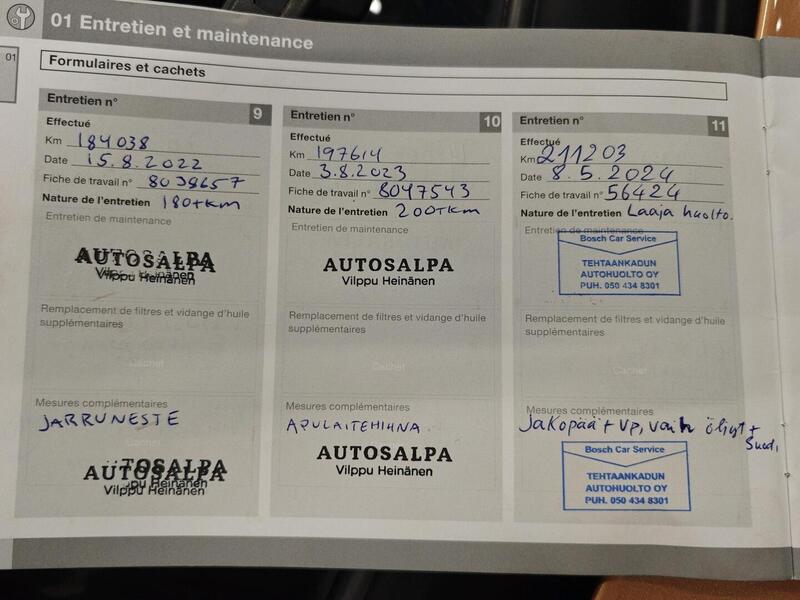 01 Entretien et maintenance
01
Formulaires et cachets
Entretien n° 9
Effectué
Km 184038
Date 15.8.2022
Fiche de travail n° 8038657
Nature de l'entretien 180tkm
Entretien de maintenance
AUTOSALPA
Vilppu Heinänen
Remplacement de filtres et vidange d'huile
supplémentaires
Cachet
Mesures complémentaires
JARRUNESTE
AUTOSALPA
Vilppu Heinänen
Entretien n° 10
Effectué
Km 197614
Date 3.8.2023
Fiche de travail n° 8047543
Nature de l'entretien 200tkm
Entretien de maintenance
AUTOSALPA
Vilppu Heinänen
Remplacement de filtres et vidange d'huile
supplémentaires
Cachet
Mesures complémentaires
APULAITEHIHNA
AUTOSALPA
Vilppu Heinänen
Entretien n° 11
Effectué
Km 211203
Date 8.5.2024
Fiche de travail n° 56424
Nature de l'entretien Laaja huolto.
Entretien de maintenance
Bosch Car Service
TEHTAANKADUN
AUTOHUOLTO OY
PUH. 050 434 8301
Remplacement de filtres et vidange d'huile
supplémentaires
Cachet
Mesures complémentaires
Jakopää + vp, vaih öljyt +
Suod.
Bosch Car Service
TEHTAANKADUN
AUTOHUOLTO OY
PUH. 050 434 8301